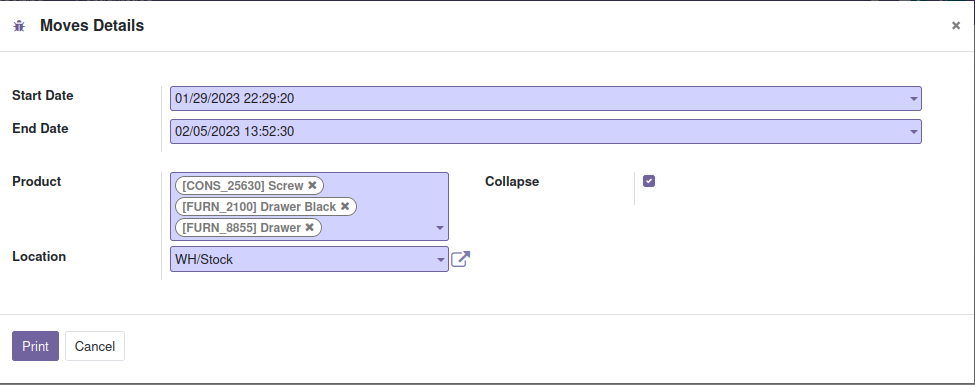 Moves Details
Start Date 01/29/2023 22:29:20
End Date 02/05/2023 13:52:30
Product [CONS_25630] Screw ✖ Collapse
[FURN_2100] Drawer Black ✖
[FURN_8855] Drawer ✖
Location WH/Stock
Print Cancel